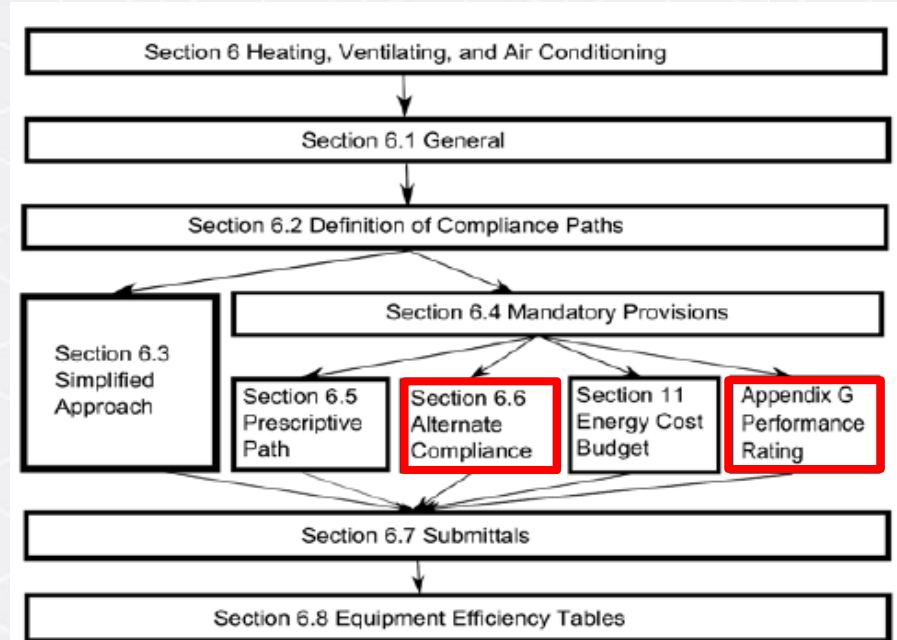 Section 6 Heating, Ventilating, and Air Conditioning
Section 6.1 General
Section 6.2 Definition of Compliance Paths
Section 6.3
Simplified
Approach
Section 6.4 Mandatory Provisions
Section 6.5
Prescriptive
Path
Section 6.6
Alternate
Compliance
Section 11
Energy Cost
Budget
Appendix G
Performance
Rating
Section 6.7 Submittals
Section 6.8 Equipment Efficiency Tables